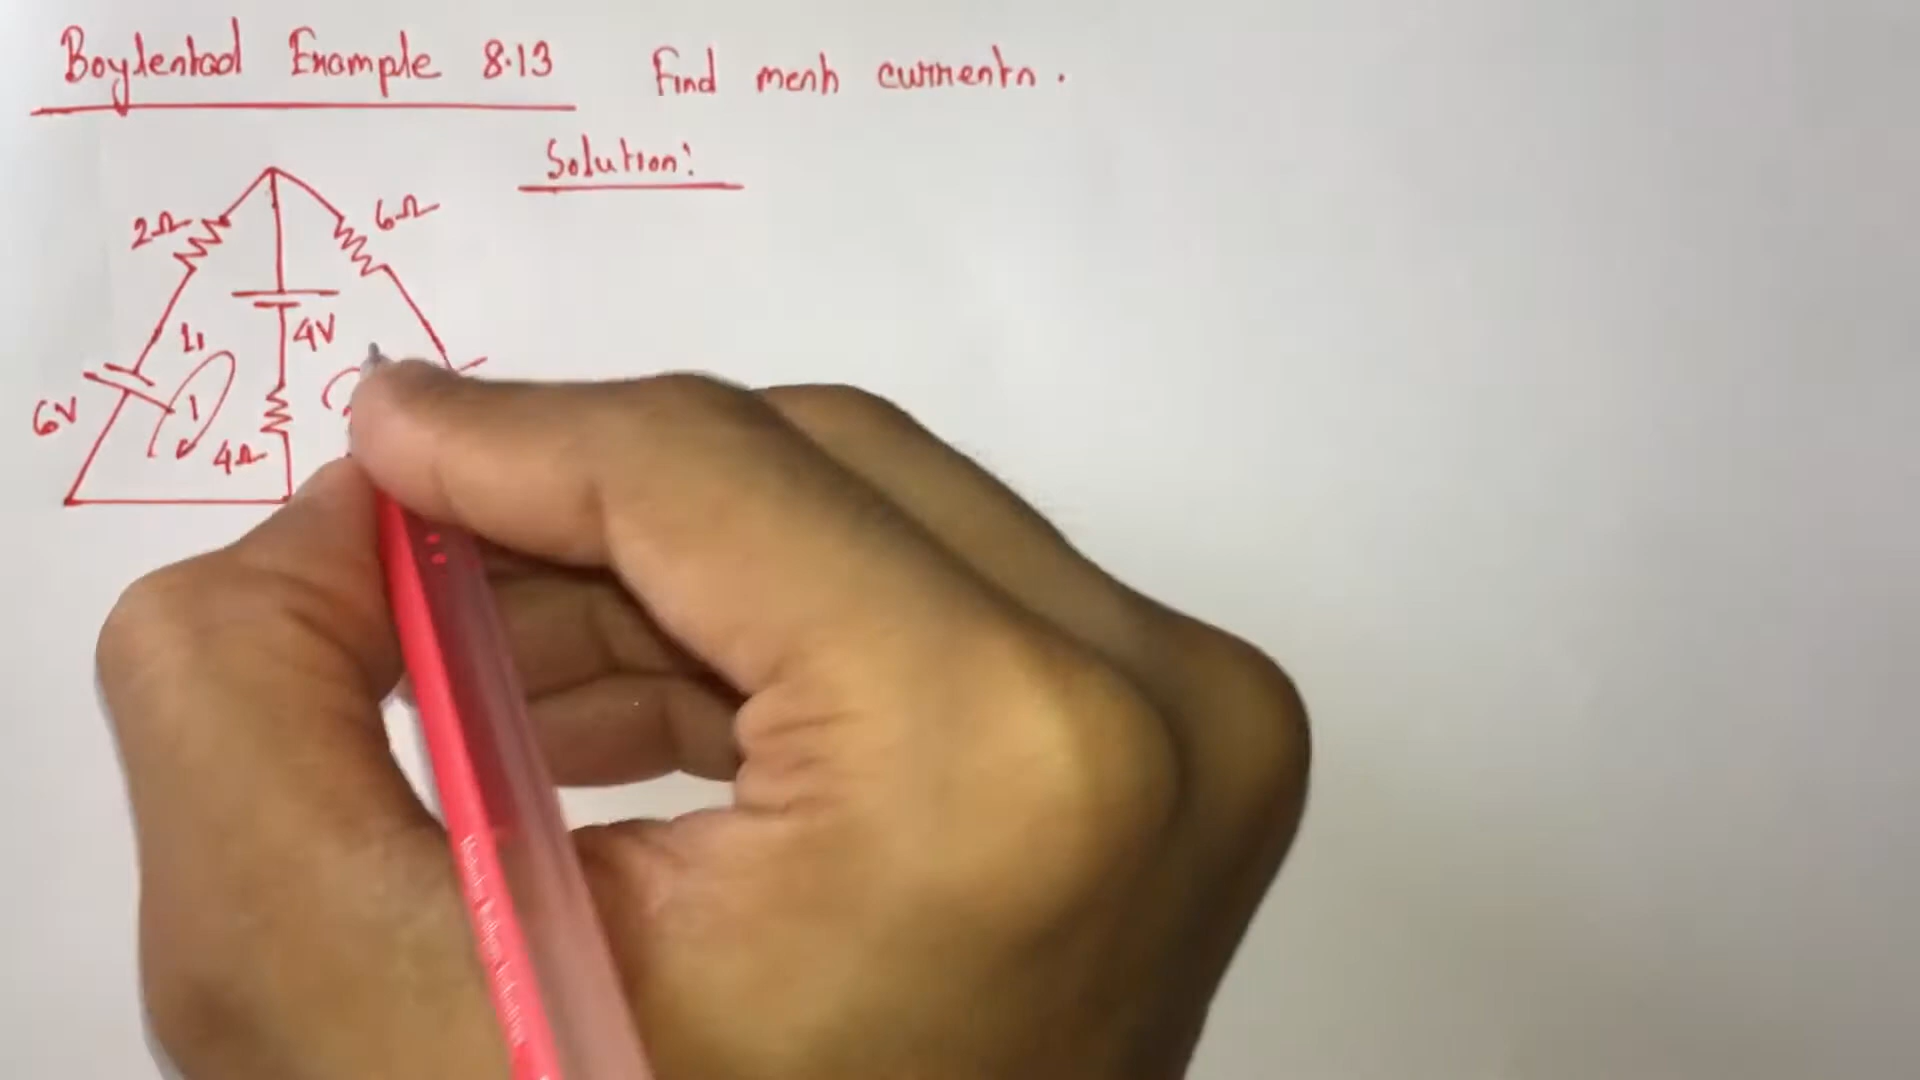 Boylestad Example 8.13 Find mesh currents.
Solution:
2Ω
6Ω
I1
4V
6V
1
4Ω